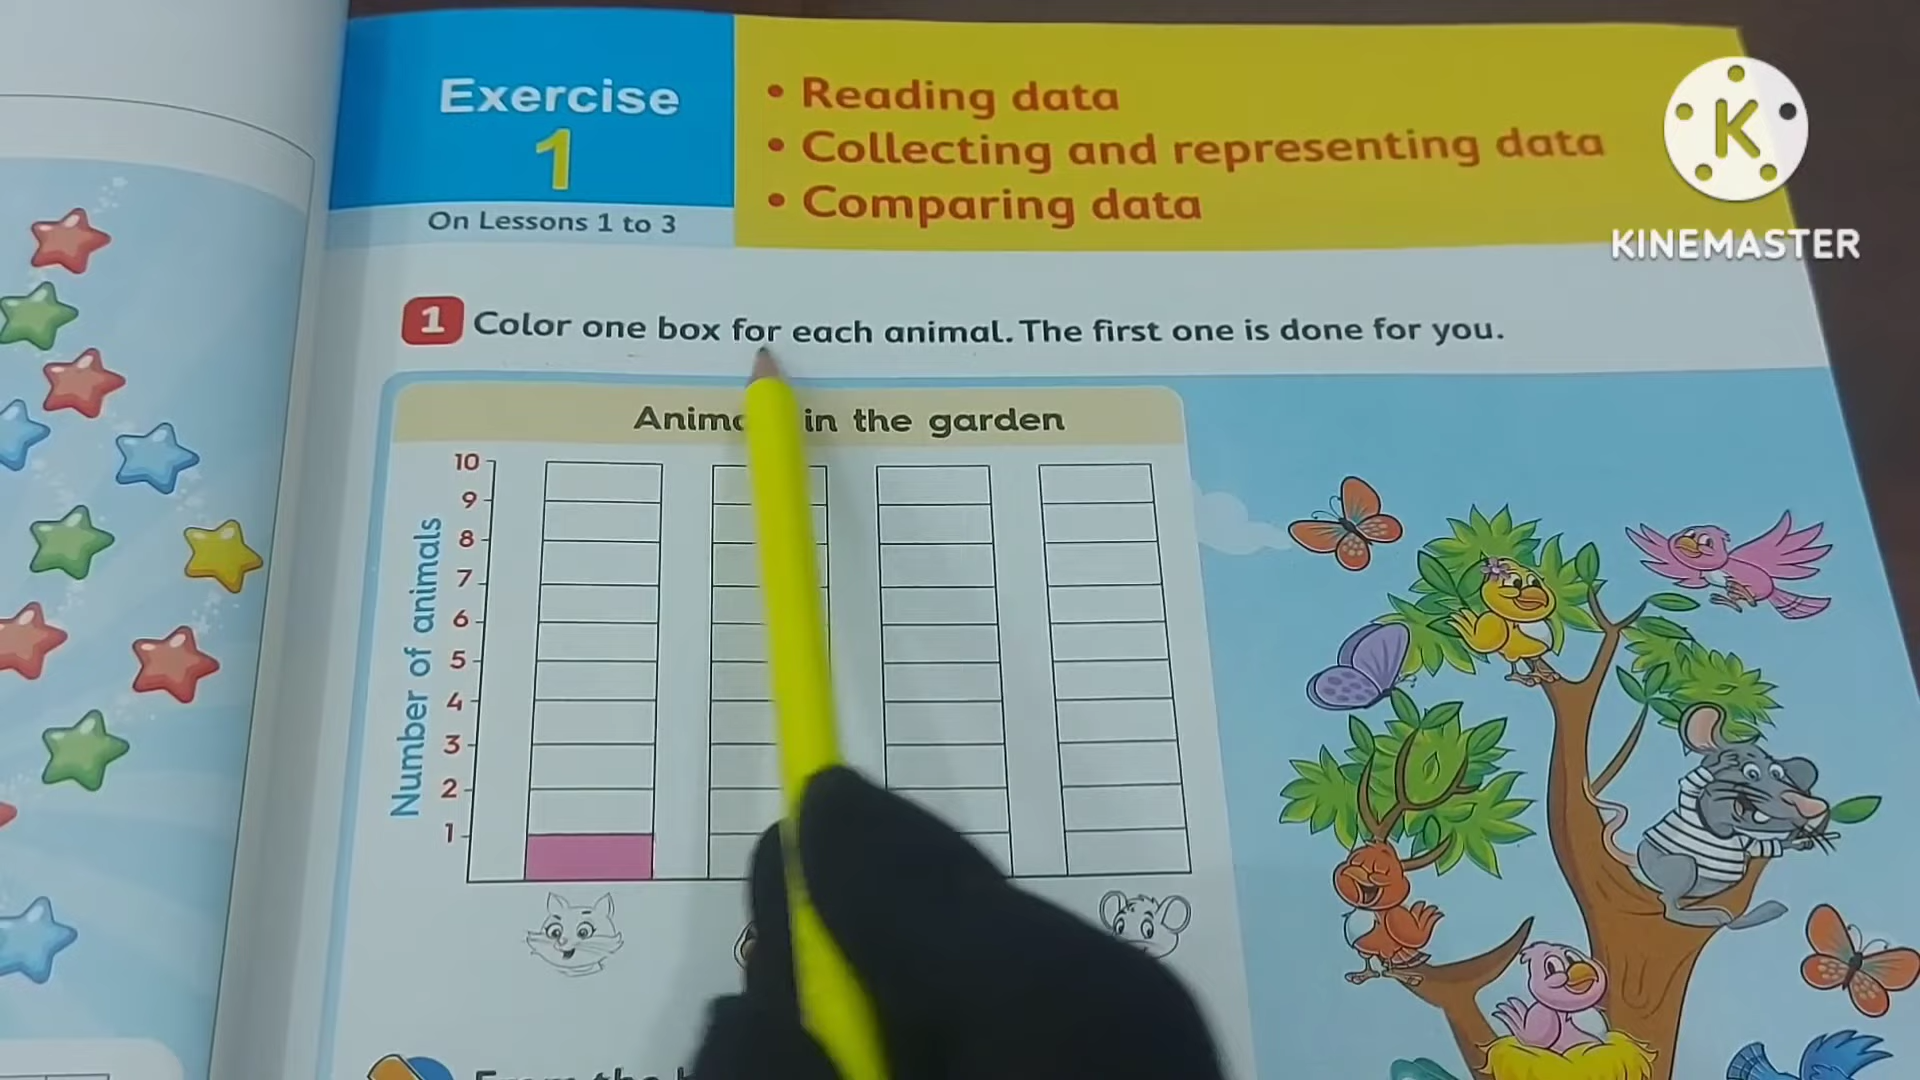 Exercise
1
On Lessons 1 to 3
• Reading data
• Collecting and representing data
• Comparing data
K
KINEMASTER
1 Color one box for each animal. The first one is done for you.
in the garden
Number of animals
10
9
8
7
6
5
4
3
2
1